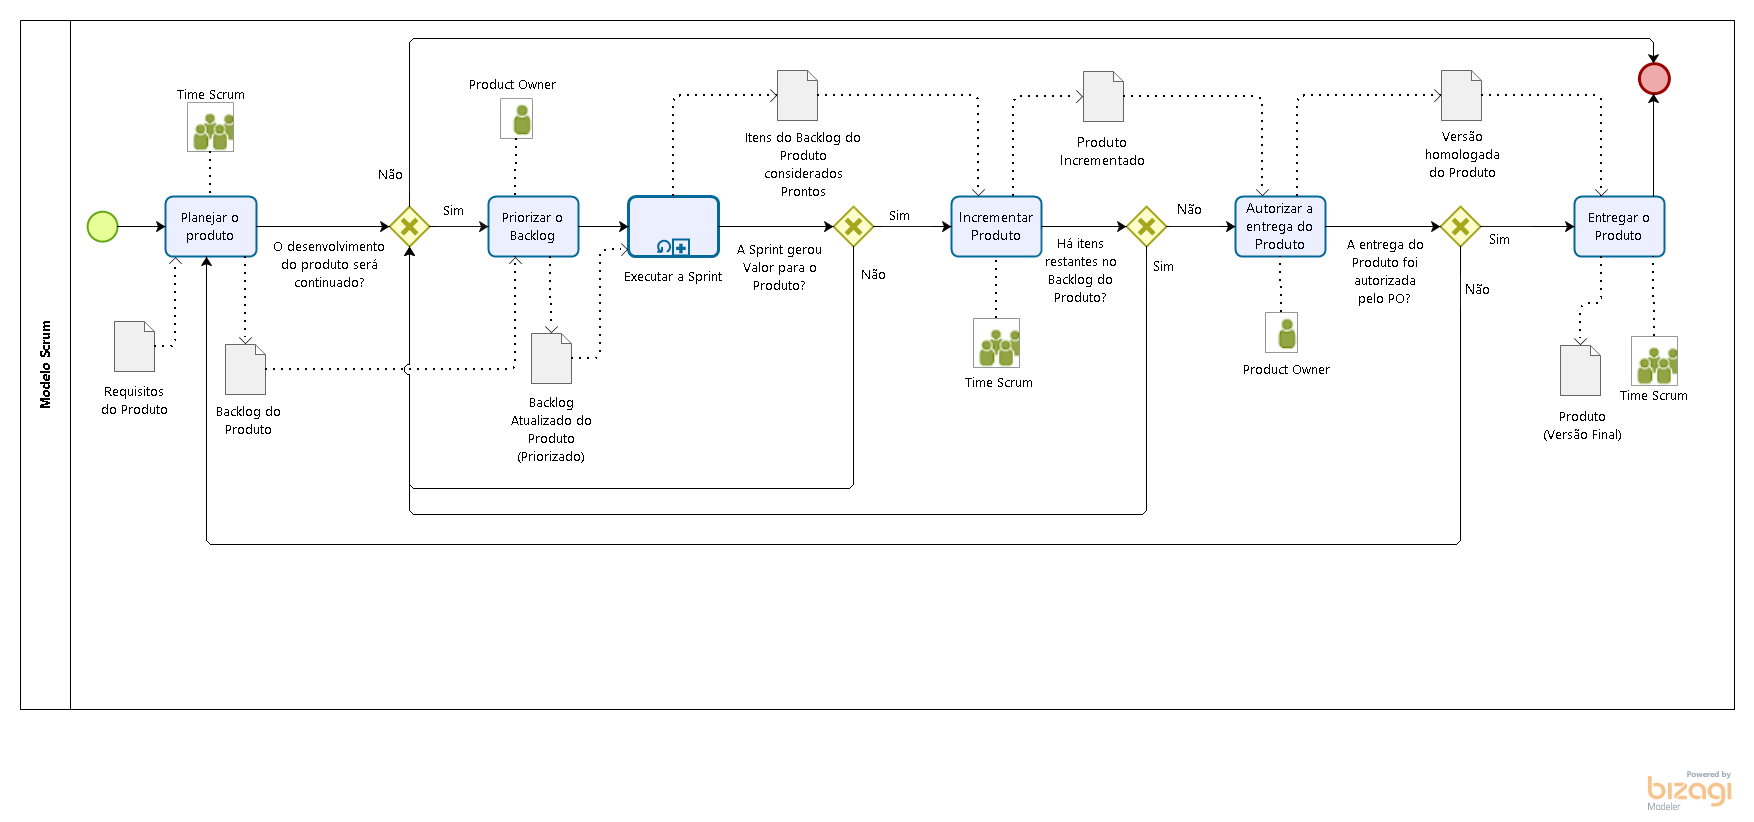 Modelo Scrum
Time Scrum
Planejar o
produto
Requisitos
do Produto
Backlog do
Produto
O desenvolvimento
do produto será
continuado?
Não
Sim
Product Owner
Priorizar o
Backlog
Backlog
Atualizado do
Produto
(Priorizado)
Executar a Sprint
Itens do Backlog do
Produto
considerados
Prontos
A Sprint gerou
Valor para o
Produto?
Sim
Não
Incrementar
Produto
Time Scrum
Produto
Incrementado
Há itens
restantes no
Backlog do
Produto?
Não
Sim
Autorizar a
entrega do
Produto
Product Owner
A entrega do
Produto foi
autorizada
pelo PO?
Versão
homologada
do Produto
Sim
Não
Entregar o
Produto
Produto
(Versão Final)
Time Scrum
Powered by
bizagi
Modeler